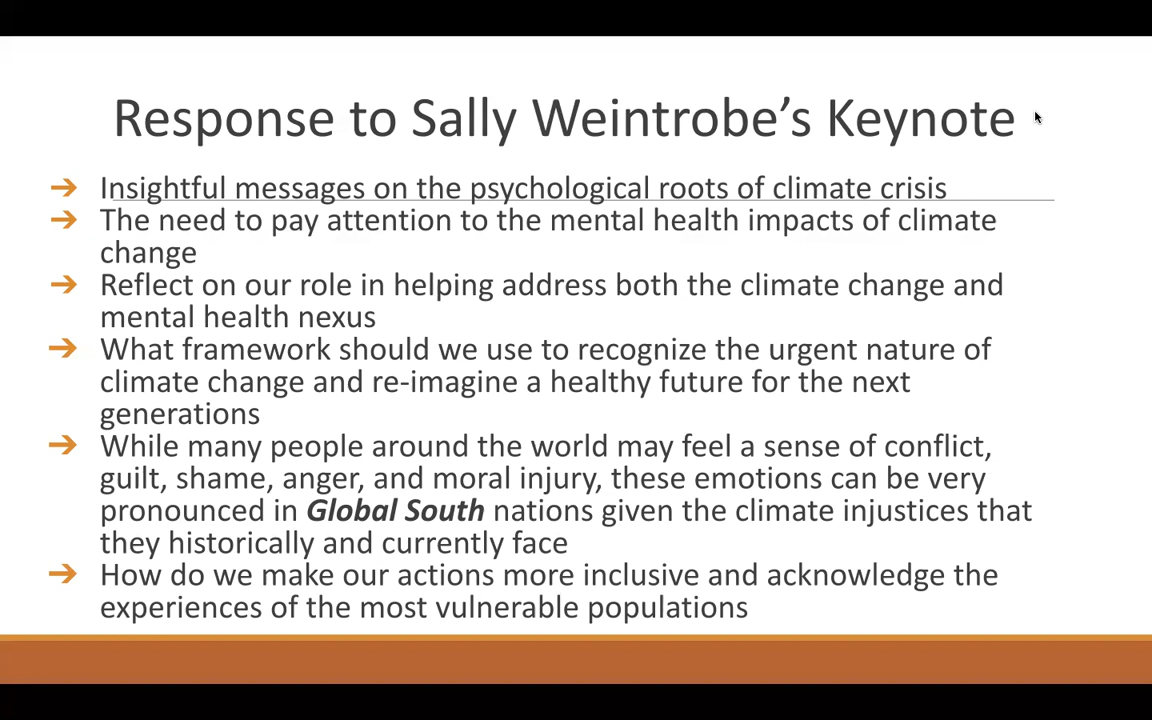 Response to Sally Weintrobe's Keynote
➔ Insightful messages on the psychological roots of climate crisis
➔ The need to pay attention to the mental health impacts of climate
change
➔ Reflect on our role in helping address both the climate change and
mental health nexus
➔ What framework should we use to recognize the urgent nature of
climate change and re-imagine a healthy future for the next
generations
➔ While many people around the world may feel a sense of conflict,
guilt, shame, anger, and moral injury, these emotions can be very
pronounced in Global South nations given the climate injustices that
they historically and currently face
➔ How do we make our actions more inclusive and acknowledge the
experiences of the most vulnerable populations